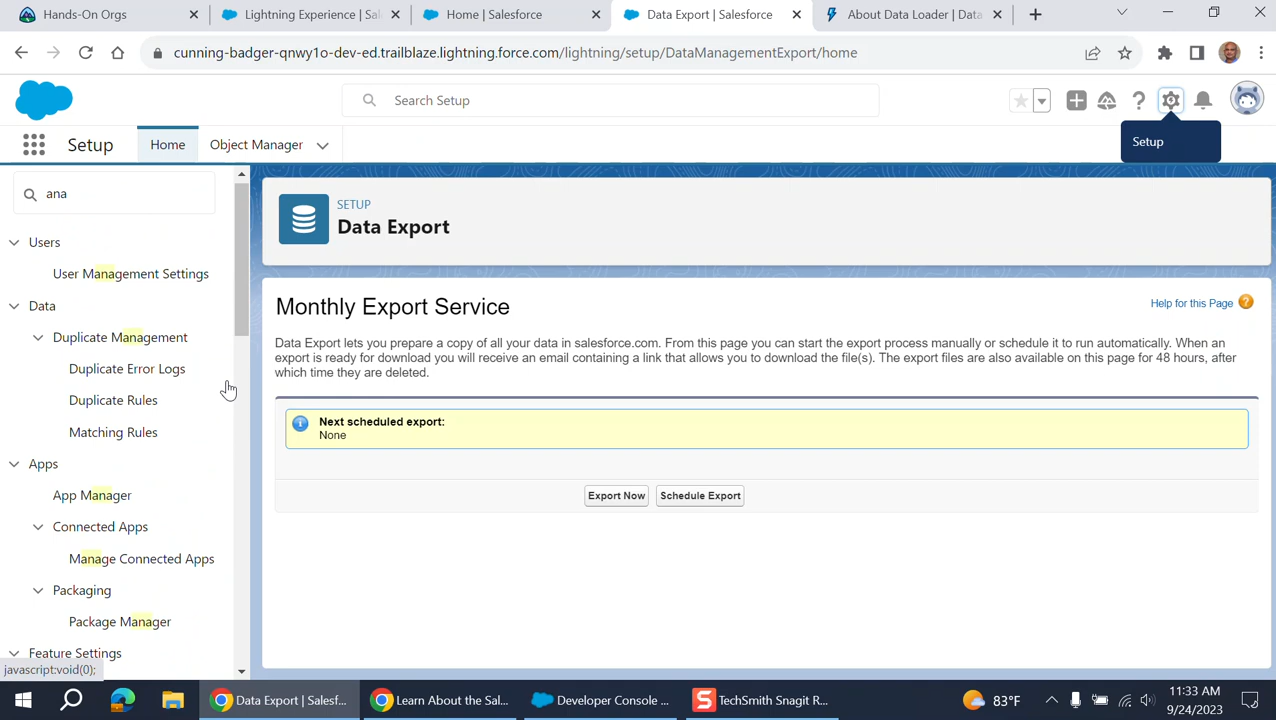 Hands-On Orgs
Lightning Experience | Sal
Home | Salesforce
Data Export | Salesforce
About Data Loader | Data
cunning-badger-qnwy1o-dev-ed.trailblaze.lightning.force.com/lightning/setup/DataManagementExport/home
Search Setup
Setup
Home
Object Manager
Setup
ana
Users
User Management Settings
Data
Duplicate Management
Duplicate Error Logs
Duplicate Rules
Matching Rules
Apps
App Manager
Connected Apps
Manage Connected Apps
Packaging
Package Manager
Feature Settings
javascript:void(0);
SETUP
Data Export
Monthly Export Service
Help for this Page
Data Export lets you prepare a copy of all your data in salesforce.com. From this page you can start the export process manually or schedule it to run automatically. When an
export is ready for download you will receive an email containing a link that allows you to download the file(s). The export files are also available on this page for 48 hours, after
which time they are deleted.
Next scheduled export:
None
Export Now
Schedule Export
Data Export | Salesf...
Learn About the Sal...
Developer Console ...
TechSmith Snagit R...
83°F
11:33 AM
9/24/2023